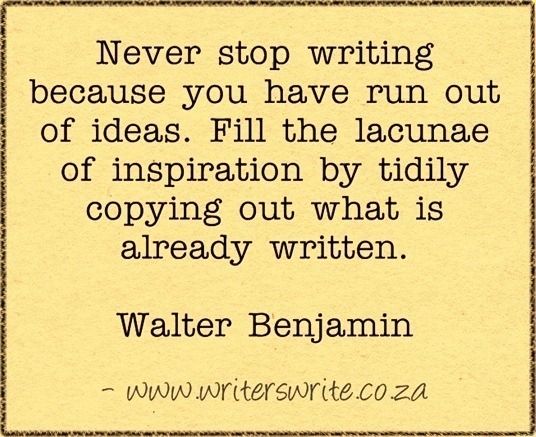 Never stop writing
because you have run out
of ideas. Fill the lacunae
of inspiration by tidily
copying out what is
already written.
Walter Benjamin
- www.writerswrite.co.za